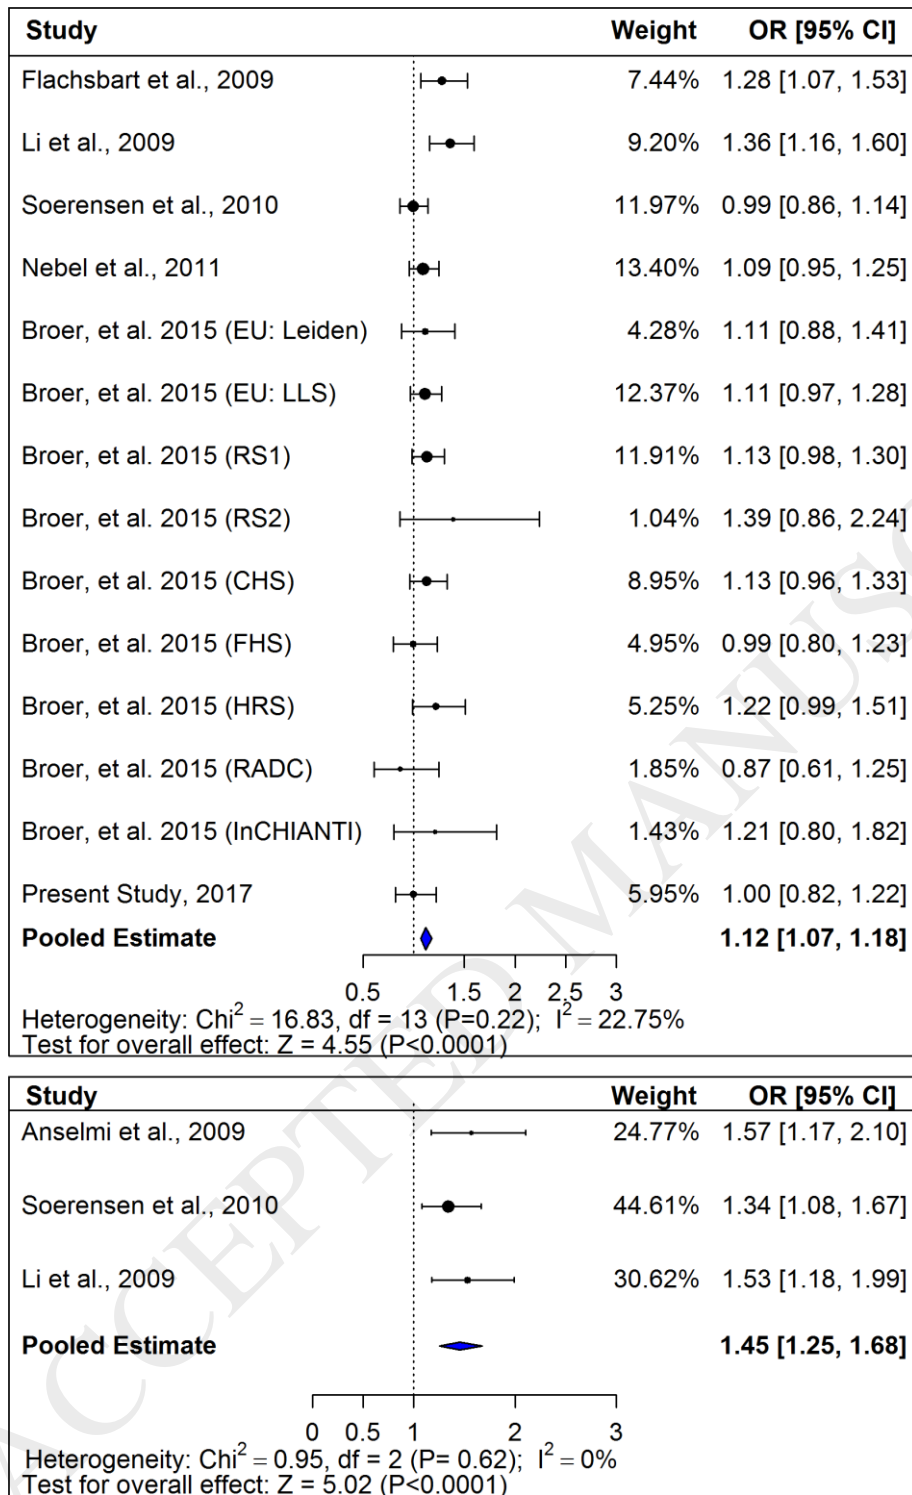 Study Weight OR [95% CI]
Flachsbart et al., 2009 7.44% 1.28 [1.07, 1.53]
Li et al., 2009 9.20% 1.36 [1.16, 1.60]
Soerensen et al., 2010 11.97% 0.99 [0.86, 1.14]
Nebel et al., 2011 13.40% 1.09 [0.95, 1.25]
Broer, et al. 2015 (EU: Leiden) 4.28% 1.11 [0.88, 1.41]
Broer, et al. 2015 (EU: LLS) 12.37% 1.11 [0.97, 1.28]
Broer, et al. 2015 (RS1) 11.91% 1.13 [0.98, 1.30]
Broer, et al. 2015 (RS2) 1.04% 1.39 [0.86, 2.24]
Broer, et al. 2015 (CHS) 8.95% 1.13 [0.96, 1.33]
Broer, et al. 2015 (FHS) 4.95% 0.99 [0.80, 1.23]
Broer, et al. 2015 (HRS) 5.25% 1.22 [0.99, 1.51]
Broer, et al. 2015 (RADC) 1.85% 0.87 [0.61, 1.25]
Broer, et al. 2015 (InCHIANTI) 1.43% 1.21 [0.80, 1.82]
Present Study, 2017 5.95% 1.00 [0.82, 1.22]
Pooled Estimate 1.12 [1.07, 1.18]
0.5 1.5 2 2.5 3
Heterogeneity: Chi² = 16.83, df = 13 (P=0.22); I² = 22.75%
Test for overall effect: Z = 4.55 (P<0.0001)
Study Weight OR [95% CI]
Anselmi et al., 2009 24.77% 1.57 [1.17, 2.10]
Soerensen et al., 2010 44.61% 1.34 [1.08, 1.67]
Li et al., 2009 30.62% 1.53 [1.18, 1.99]
Pooled Estimate 1.45 [1.25, 1.68]
0 0.5 1 2 3
Heterogeneity: Chi² = 0.95, df = 2 (P= 0.62); I² = 0%
Test for overall effect: Z = 5.02 (P<0.0001)
ACCEPTED MANUSC